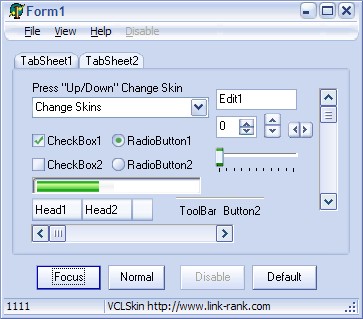 Form1
File View Help Disable
TabSheet1 TabSheet2
Press "Up/Down" Change Skin
Change Skins
Edit1
0
CheckBox1 RadioButton1
CheckBox2 RadioButton2
Head1 Head2 ToolBar Button2
Focus Normal Disable Default
1111 VCLSkin http://www.link-rank.com